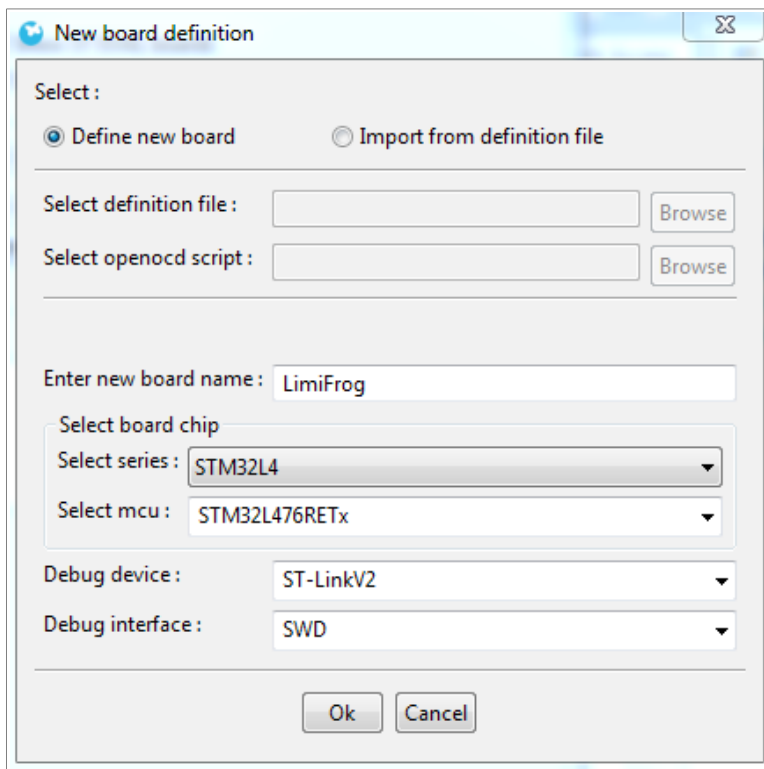 New board definition
Select :
Define new board Import from definition file
Select definition file : Browse
Select openocd script : Browse
Enter new board name : LimiFrog
Select board chip
Select series : STM32L4
Select mcu : STM32L476RETx
Debug device : ST-LinkV2
Debug interface : SWD
Ok Cancel